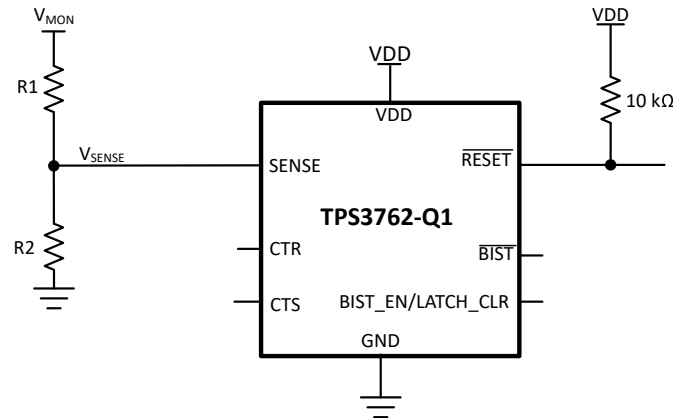 VMON
R1
VSENSE
R2
VDD
VDD
SENSE
RESET
TPS3762-Q1
CTR
BIST
CTS
BIST_EN/LATCH_CLR
GND
VDD
10 kΩ